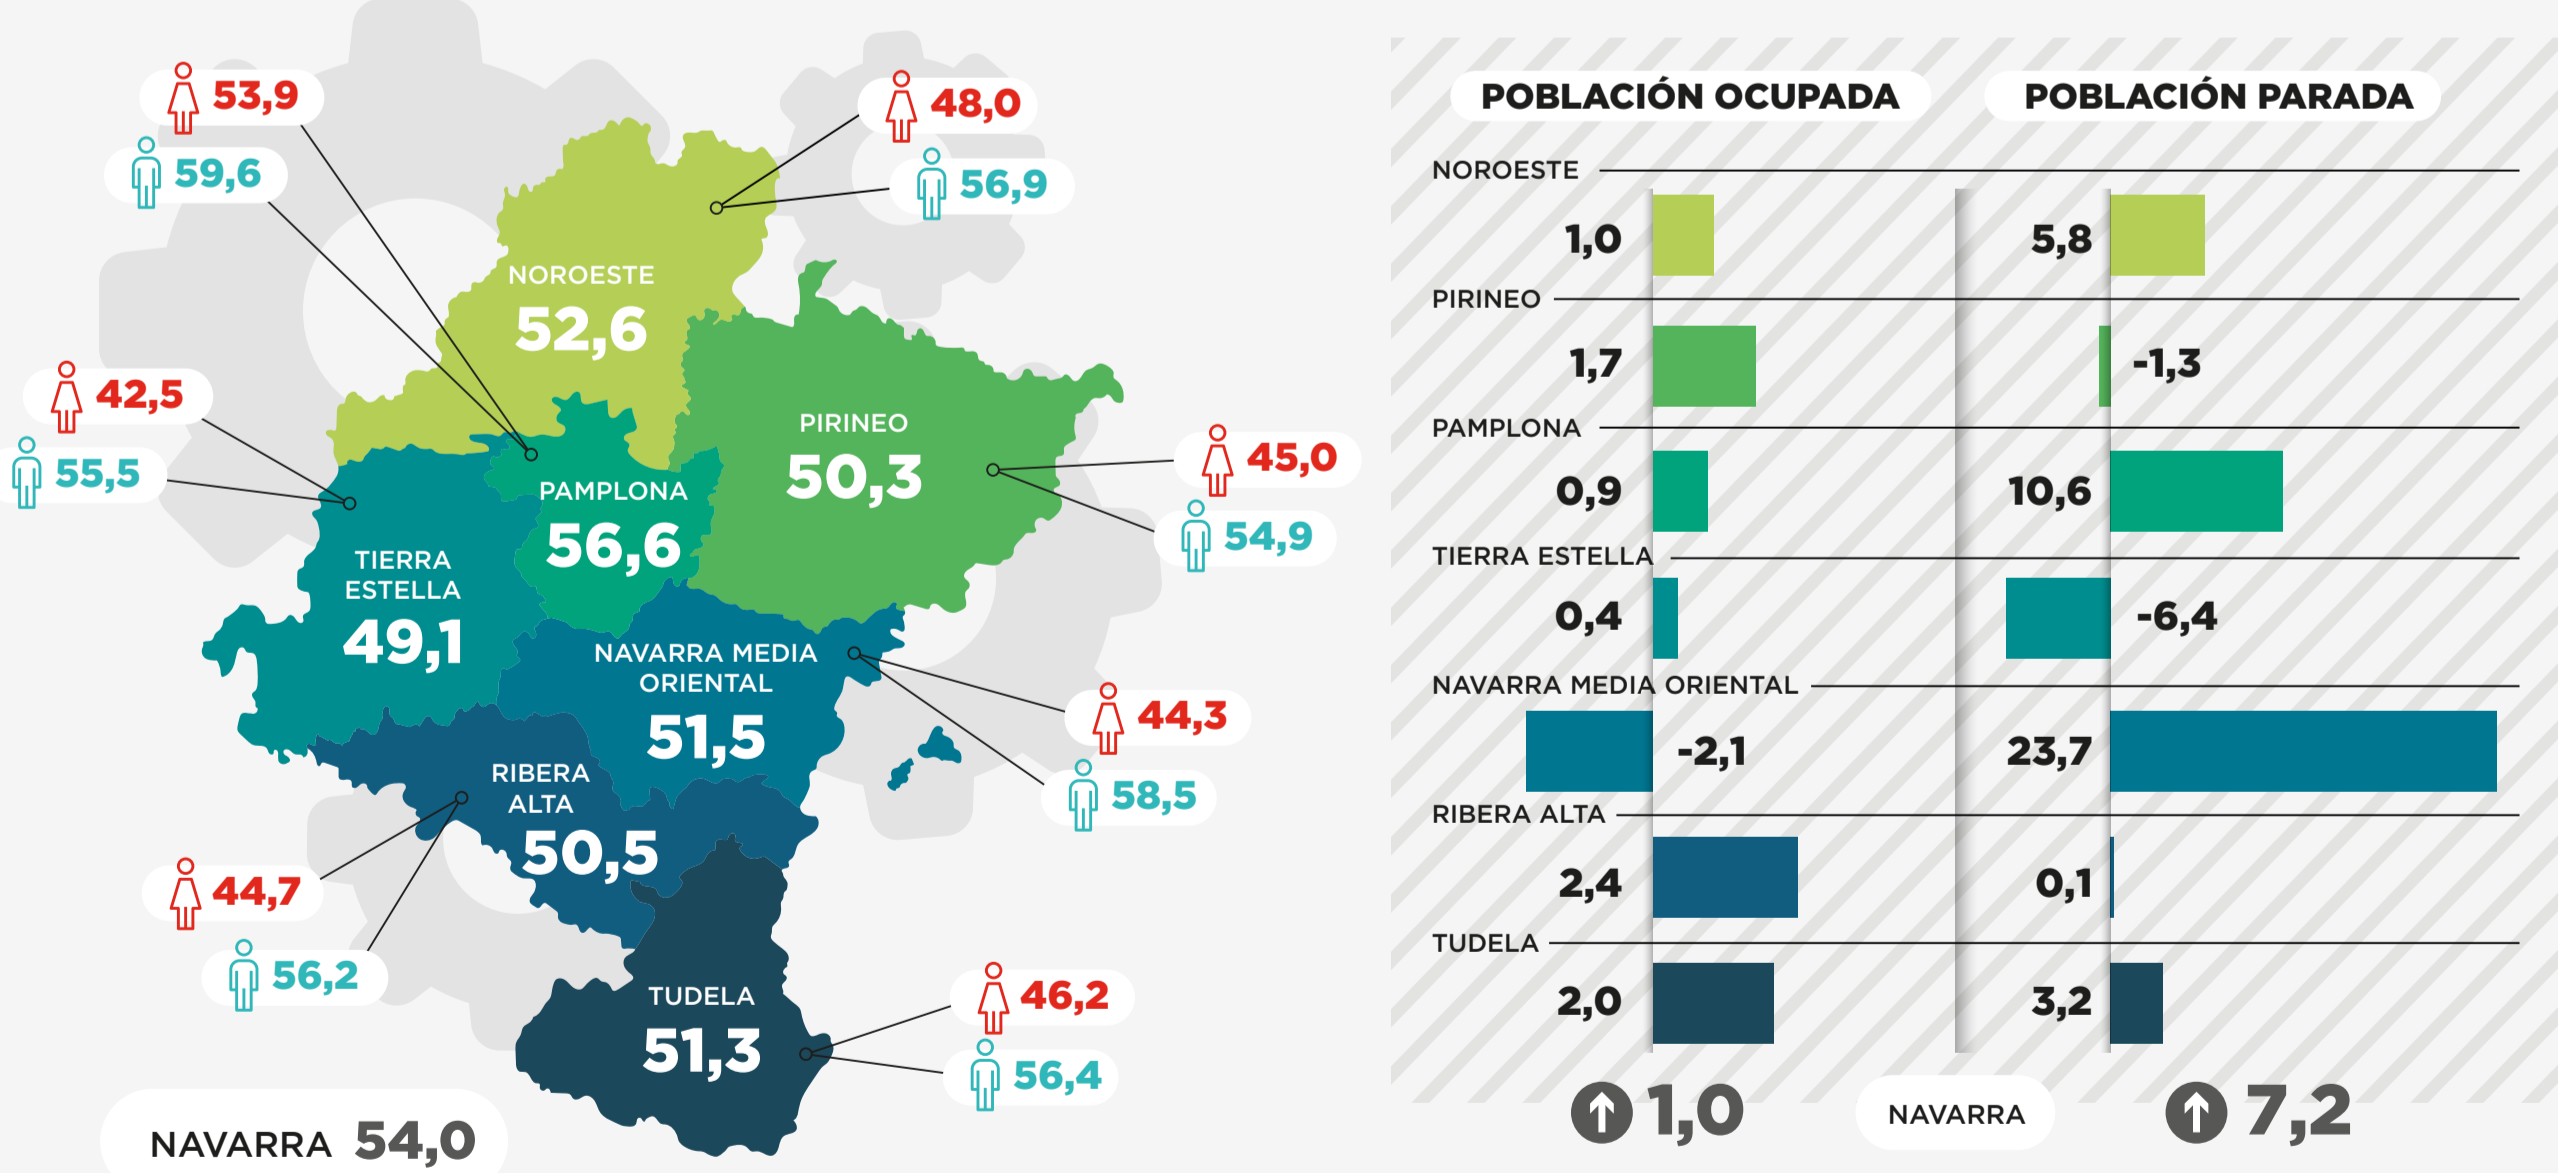 53,9
59,6
48,0
56,9
NOROESTE
52,6
42,5
55,5
PIRINEO
50,3
45,0
54,9
PAMPLONA
56,6
TIERRA
ESTELLA
49,1
NAVARRA MEDIA
ORIENTAL
51,5
44,3
58,5
RIBERA
ALTA
50,5
44,7
56,2
TUDELA
51,3
46,2
56,4
NAVARRA 54,0
POBLACIÓN OCUPADA POBLACIÓN PARADA
NOROESTE
1,0 5,8
PIRINEO
1,7 -1,3
PAMPLONA
0,9 10,6
TIERRA ESTELLA
0,4 -6,4
NAVARRA MEDIA ORIENTAL
-2,1 23,7
RIBERA ALTA
2,4 0,1
TUDELA
2,0 3,2
1,0 NAVARRA 7,2